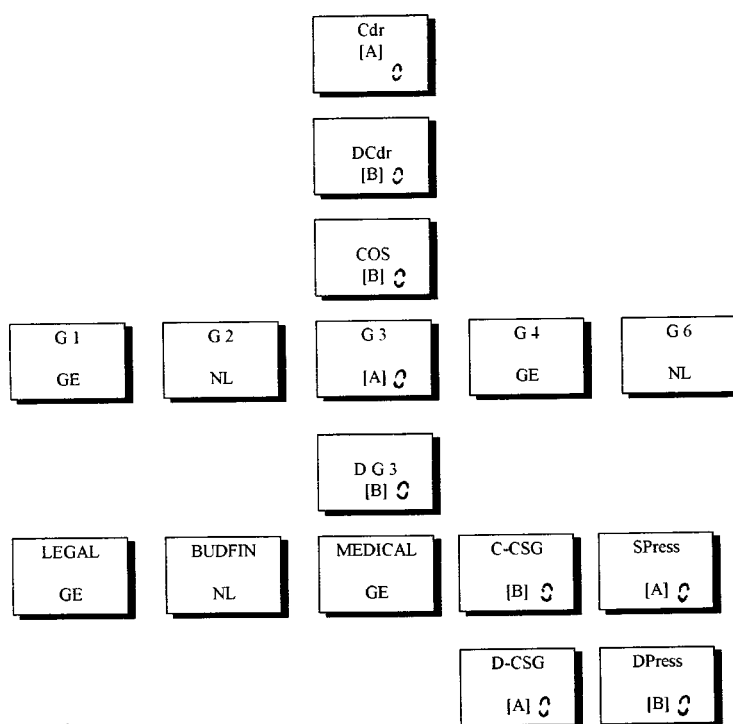 Cdr
[A]
DCdr
[B]
COS
[B]
G 1
GE
G 2
NL
G 3
[A]
G 4
GE
G 6
NL
D G 3
[B]
LEGAL
GE
BUDFIN
NL
MEDICAL
GE
C-CSG
[B]
SPress
[A]
D-CSG
[A]
DPress
[B]